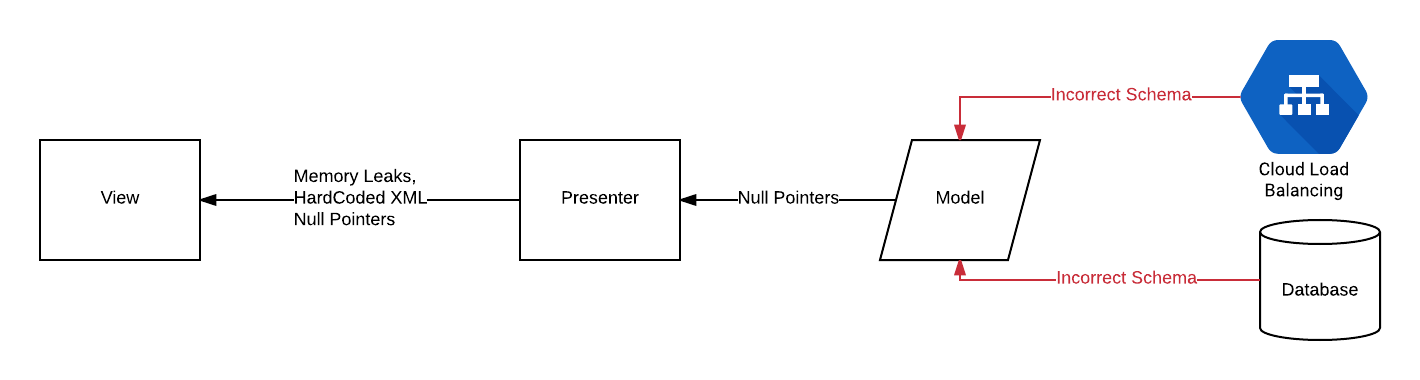 View
Memory Leaks,
HardCoded XML
Null Pointers
Presenter
Null Pointers
Model
Incorrect Schema
Incorrect Schema
Cloud Load
Balancing
Database